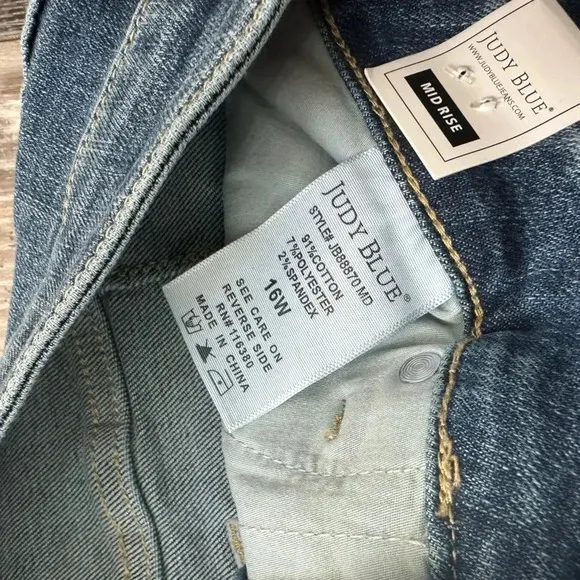 JUDY BLUE®
WWW.JUDYBLUEJEANS.COM
MID RISE
JUDY BLUE®
STYLE# JB88870 MD
91%COTTON
7%POLYESTER
2%SPANDEX
16W
SEE CARE ON
REVERSE SIDE
RN# 116380
MADE IN CHINA